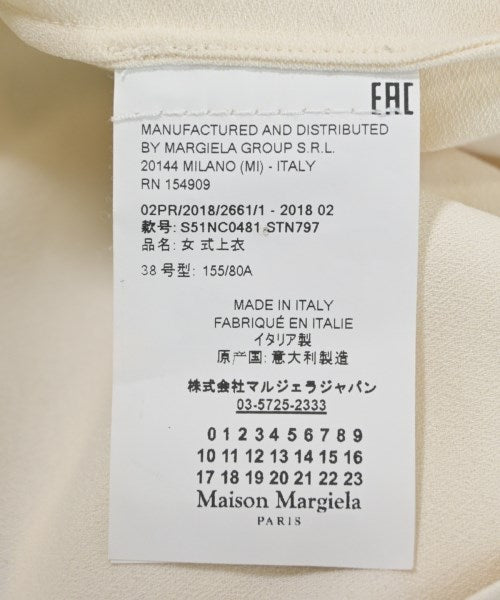 EAC
MANUFACTURED AND DISTRIBUTED
BY MARGIELA GROUP S.R.L.
20144 MILANO (MI) - ITALY
RN 154909
02PR/2018/2661/1 - 2018 02
款号: S51NC0481 STN797
品名: 女 式上衣
38 号型: 155/80A
MADE IN ITALY
FABRIQUÉ EN ITALIE
イタリア製
原产国: 意大利製造
株式会社マルジェラジャパン
03-5725-2333
0 1 2 3 4 5 6 7 8 9
10 11 12 13 14 15 16
17 18 19 20 21 22 23
Maison Margiela
PARIS